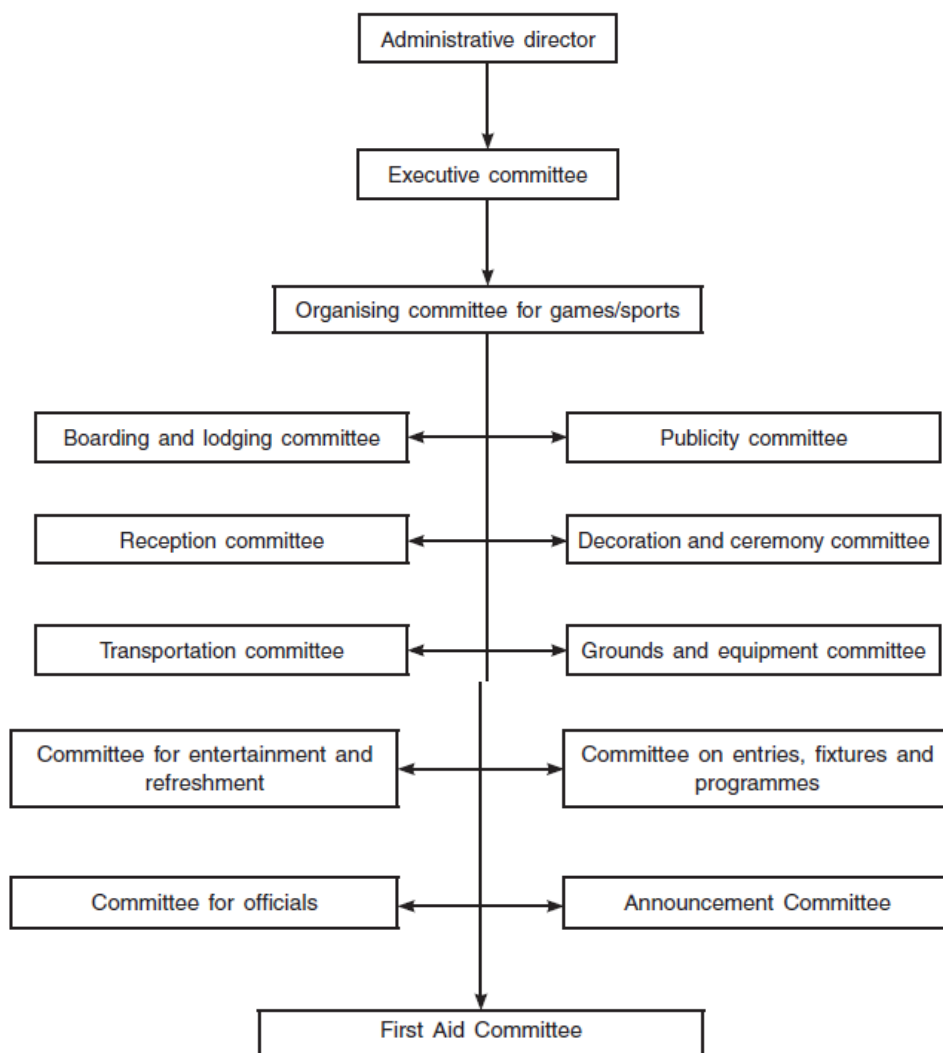 Administrative director
Executive committee
Organising committee for games/sports
Boarding and lodging committee
Publicity committee
Reception committee
Decoration and ceremony committee
Transportation committee
Grounds and equipment committee
Committee for entertainment and
refreshment
Committee on entries, fixtures and
programmes
Committee for officials
Announcement Committee
First Aid Committee